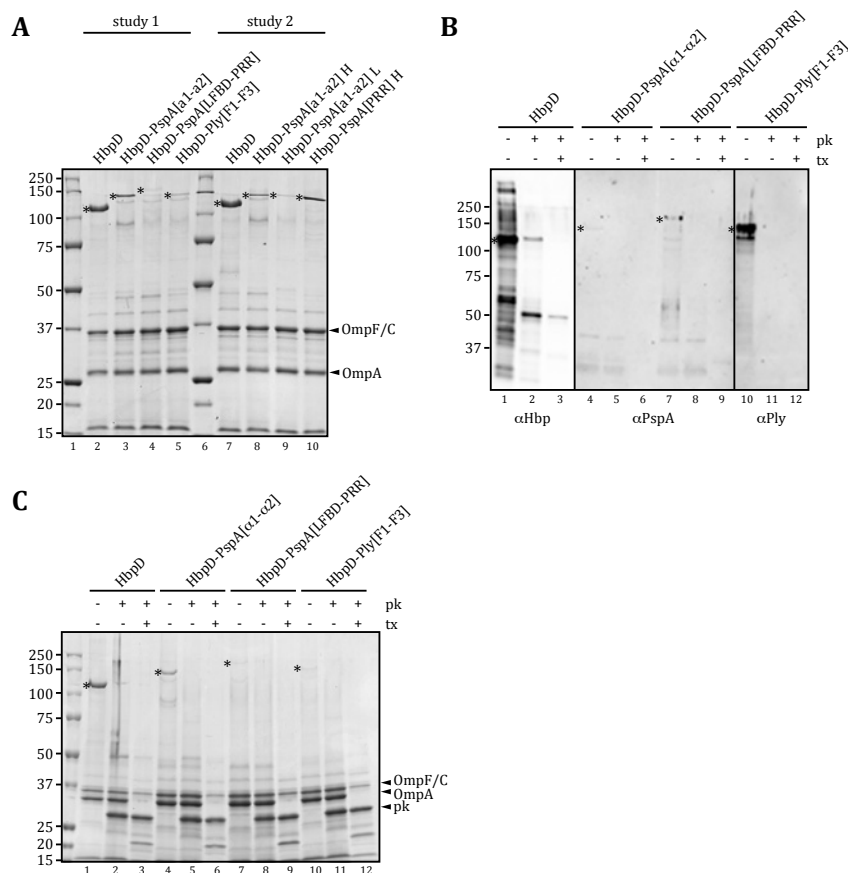 A
study 1 study 2
HbpD
HbpD-PspA[a1-a2]
HbpD-PspA[LFBD-PRR]
HbpD-Ply[F1-F3]
HbpD
HbpD-PspA[a1-a2] H
HbpD-PspA[a1-a2] L
HbpD-PspA[PRR] H
250
150
100
75
50
37
25
20
15
*
*
*
*
*
*
*
*
OmpF/C
OmpA
1 2 3 4 5 6 7 8 9 10
B
HbpD
HbpD-PspA[α1-α2]
HbpD-PspA[LFBD-PRR]
HbpD-Ply[F1-F3]
- + + - + + - + + - + + pk
+ + + + tx
250
150
100
75
50
37
*
*
*
*
1 2 3 4 5 6 7 8 9 10 11 12
αHbp αPspA αPly
C
HbpD
HbpD-PspA[α1-α2]
HbpD-PspA[LFBD-PRR]
HbpD-Ply[F1-F3]
- + + - + + - + + - + + pk
- - + - - + - - + - - + tx
250
150
100
75
50
37
25
20
15
*
*
*
*
OmpF/C
OmpA
pk
1 2 3 4 5 6 7 8 9 10 11 12